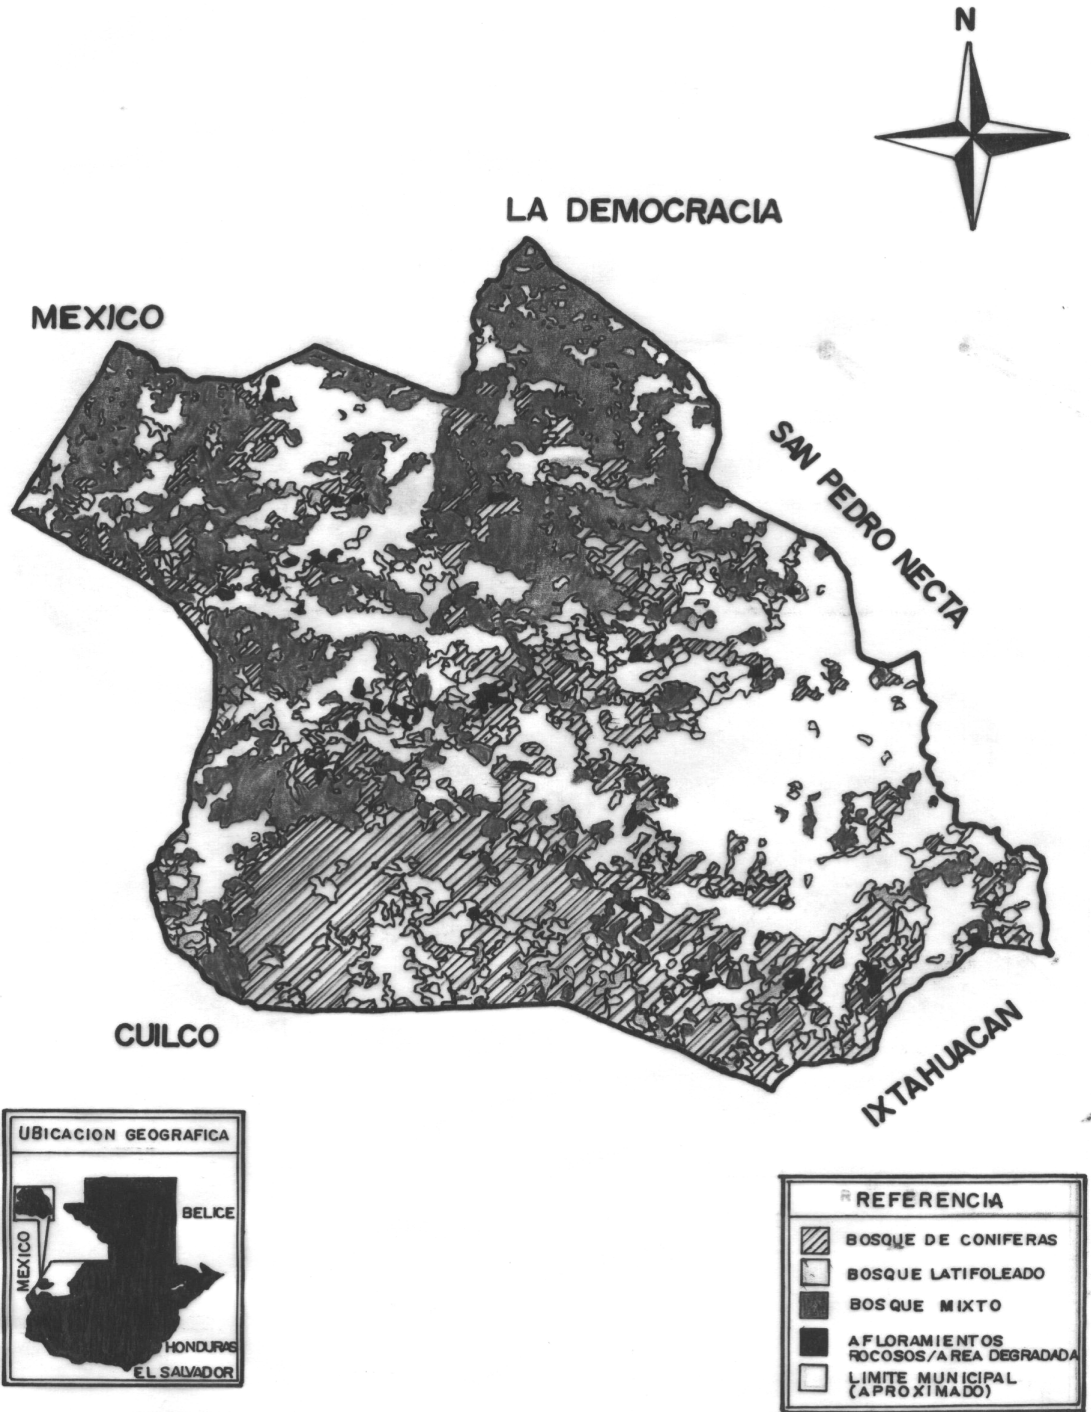 N
LA DEMOCRACIA
MEXICO
SAN PEDRO NECTA
CUILCO
IXTAHUACAN
UBICACION GEOGRAFICA
BELICE
MEXICO
HONDURAS
EL SALVADOR
REFERENCIA
BOSQUE DE CONIFERAS
BOSQUE LATIFOLEADO
BOSQUE MIXTO
AFLORAMIENTOS
ROCOSOS/AREA DEGRADADA
LIMITE MUNICIPAL
(APROXIMADO)